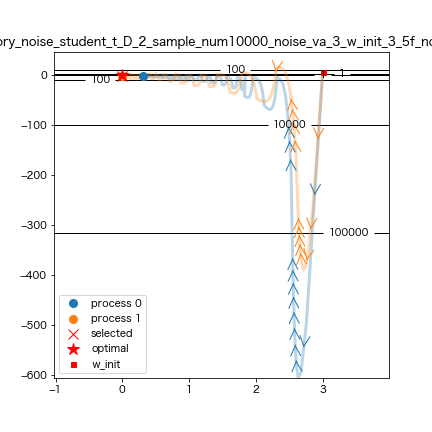 ory_noise_student_t_D_2_sample_num10000_noise_va_3_w_init_3_5f_no
0
−100
−200
−300
−400
−500
−600
−1
0
1
2
3
100
100
1
10000
100000
process 0
process 1
selected
optimal
w_init